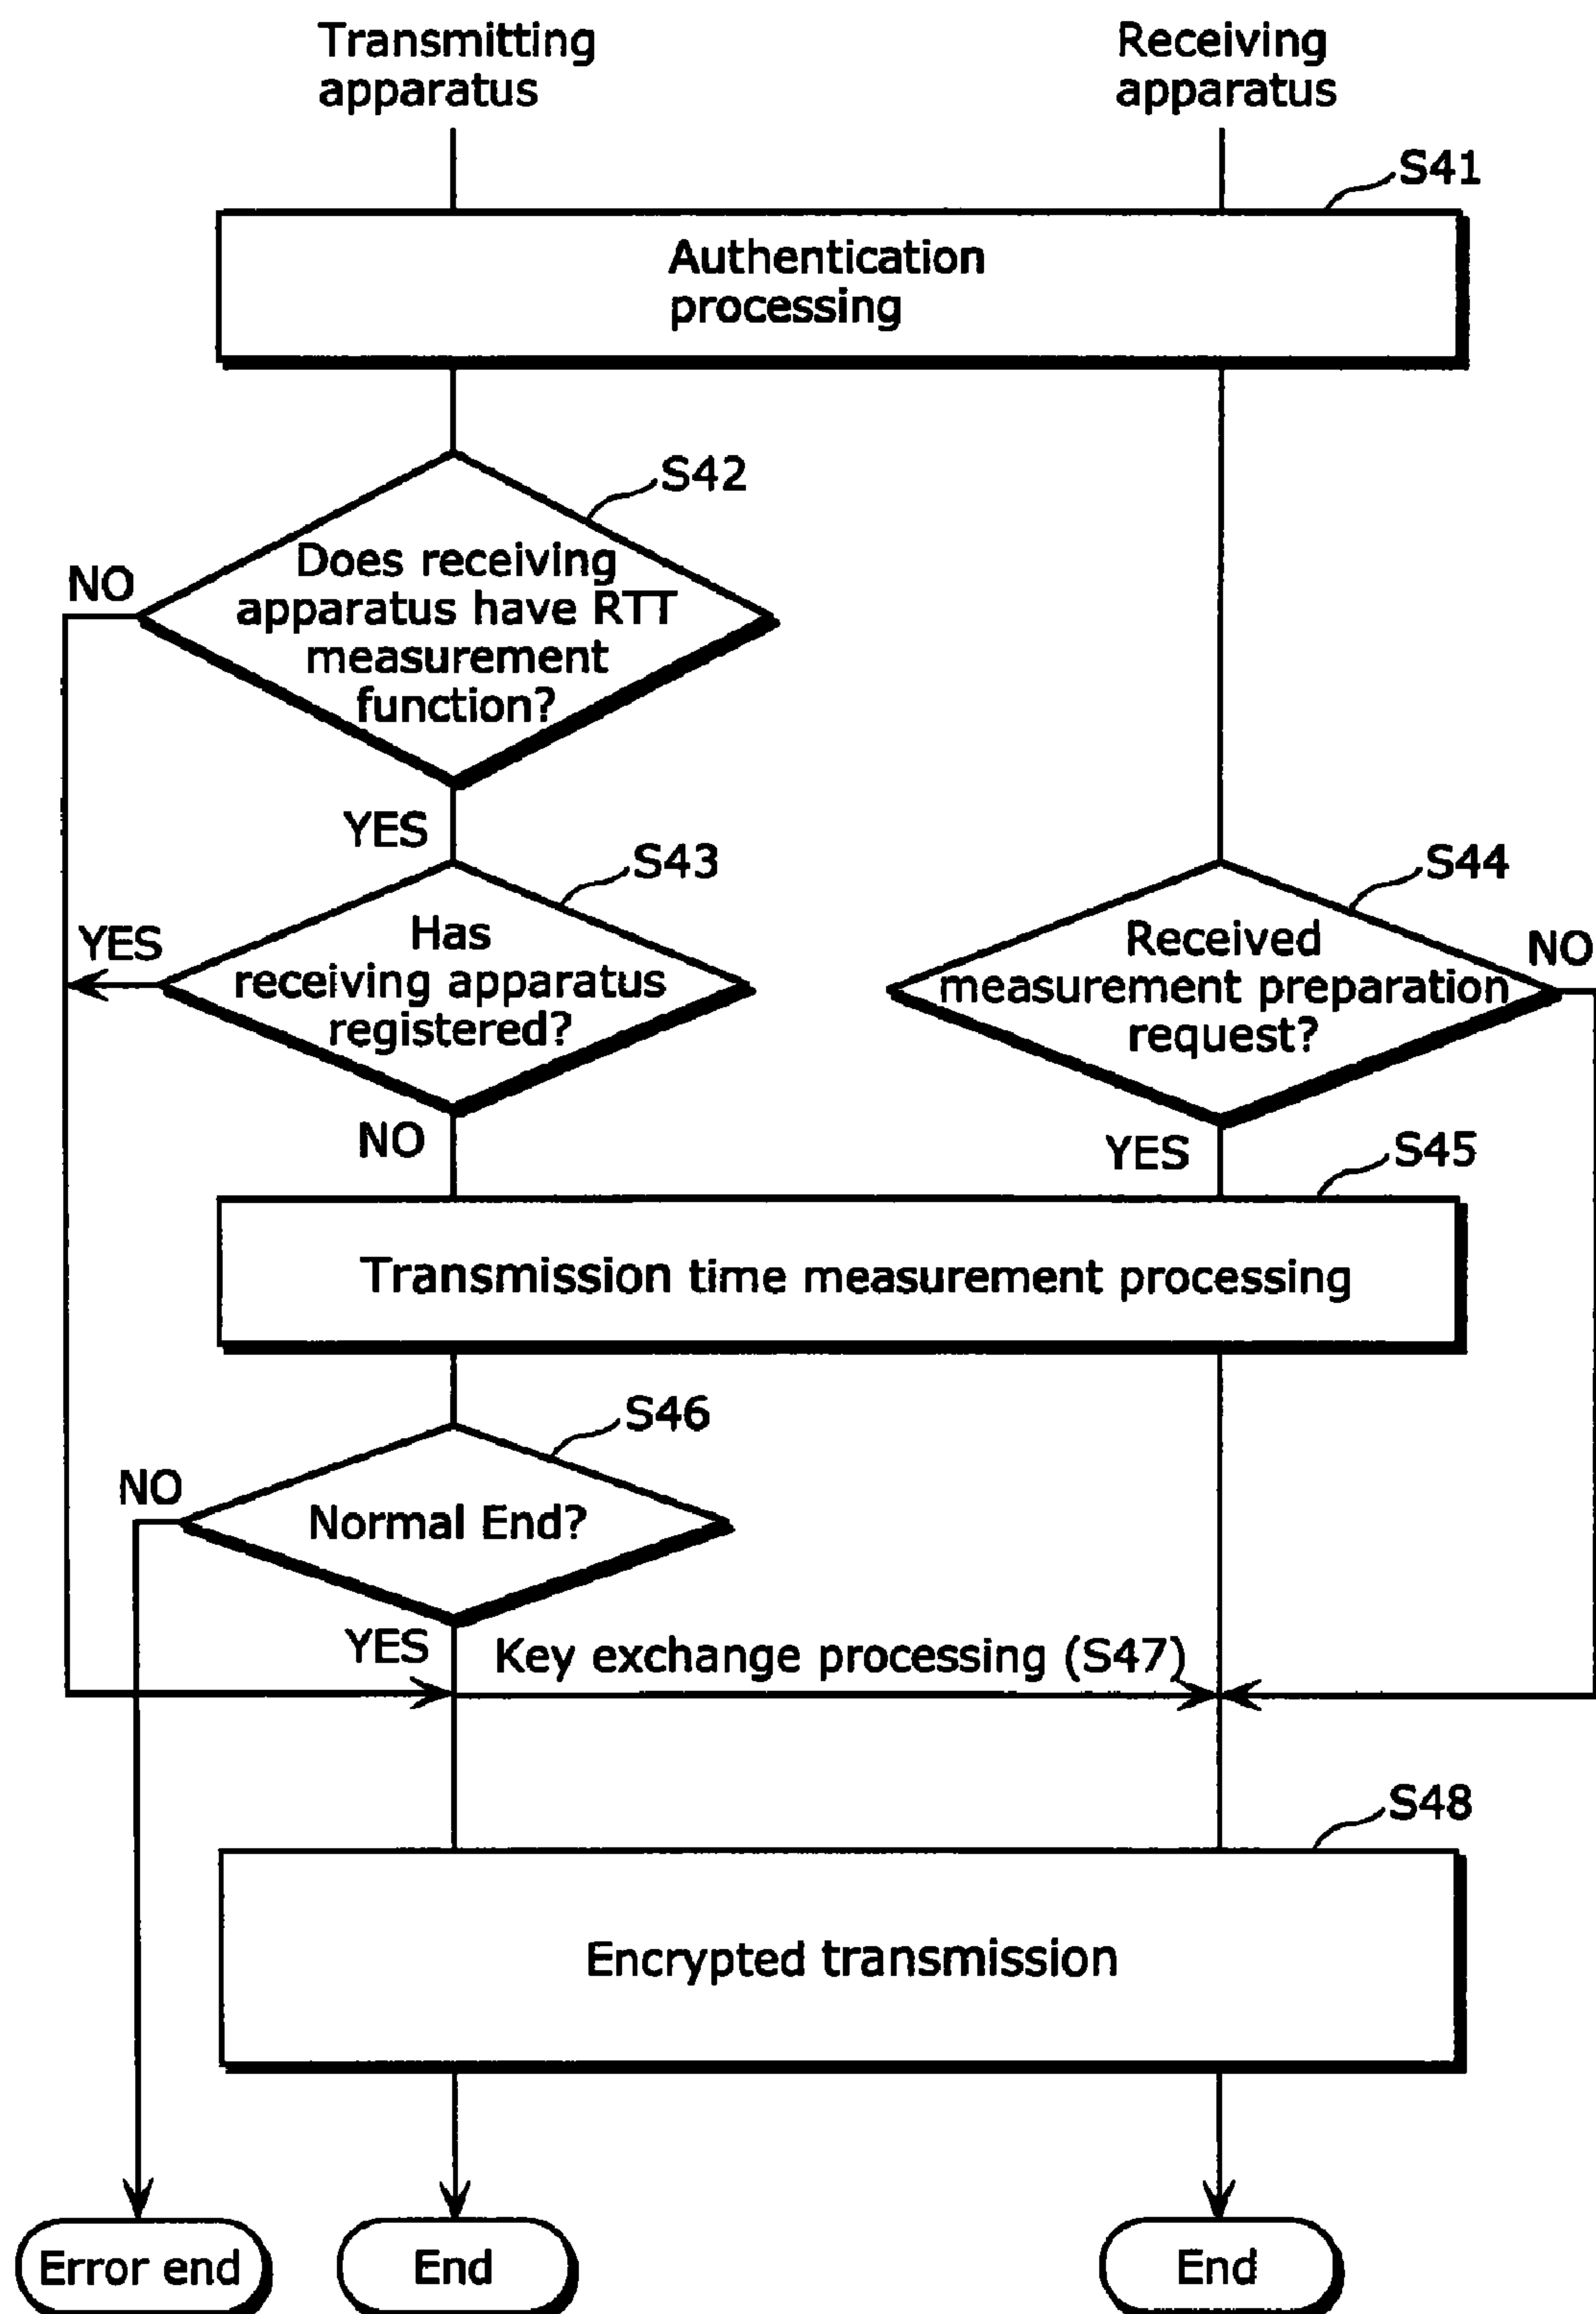 Transmitting
apparatus
Receiving
apparatus
S41
Authentication
processing
S42
NO
Does receiving
apparatus have RTT
measurement
function?
YES
S43
S44
YES
Has
receiving apparatus
registered?
Received
measurement preparation
request?
NO
NO
YES
S45
Transmission time measurement processing
S46
NO
Normal End?
YES
Key exchange processing (S47)
S48
Encrypted transmission
Error end
End
End